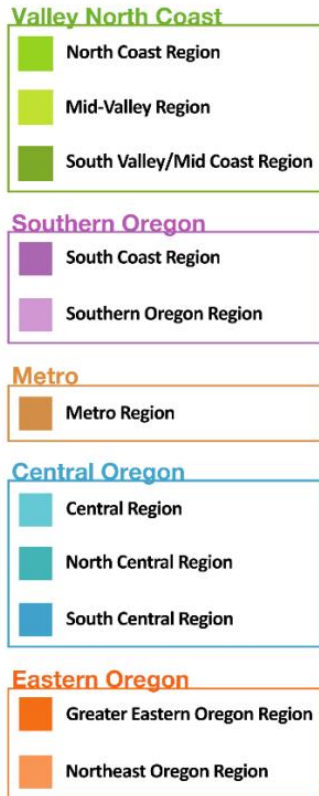 Valley North Coast
North Coast Region
Mid-Valley Region
South Valley/Mid Coast Region
Southern Oregon
South Coast Region
Southern Oregon Region
Metro
Metro Region
Central Oregon
Central Region
North Central Region
South Central Region
Eastern Oregon
Greater Eastern Oregon Region
Northeast Oregon Region